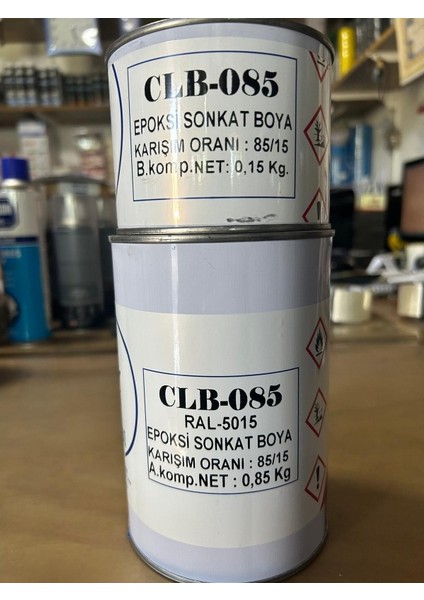 CLB-085
EPOKSİ SONKAT BOYA
KARIŞIM ORANI : 85/15
B.komp.NET: 0,15 Kg.
CLB-085
RAL-5015
EPOKSİ SONKAT BOYA
KARIŞIM ORANI : 85/15
A.komp.NET : 0,85 Kg